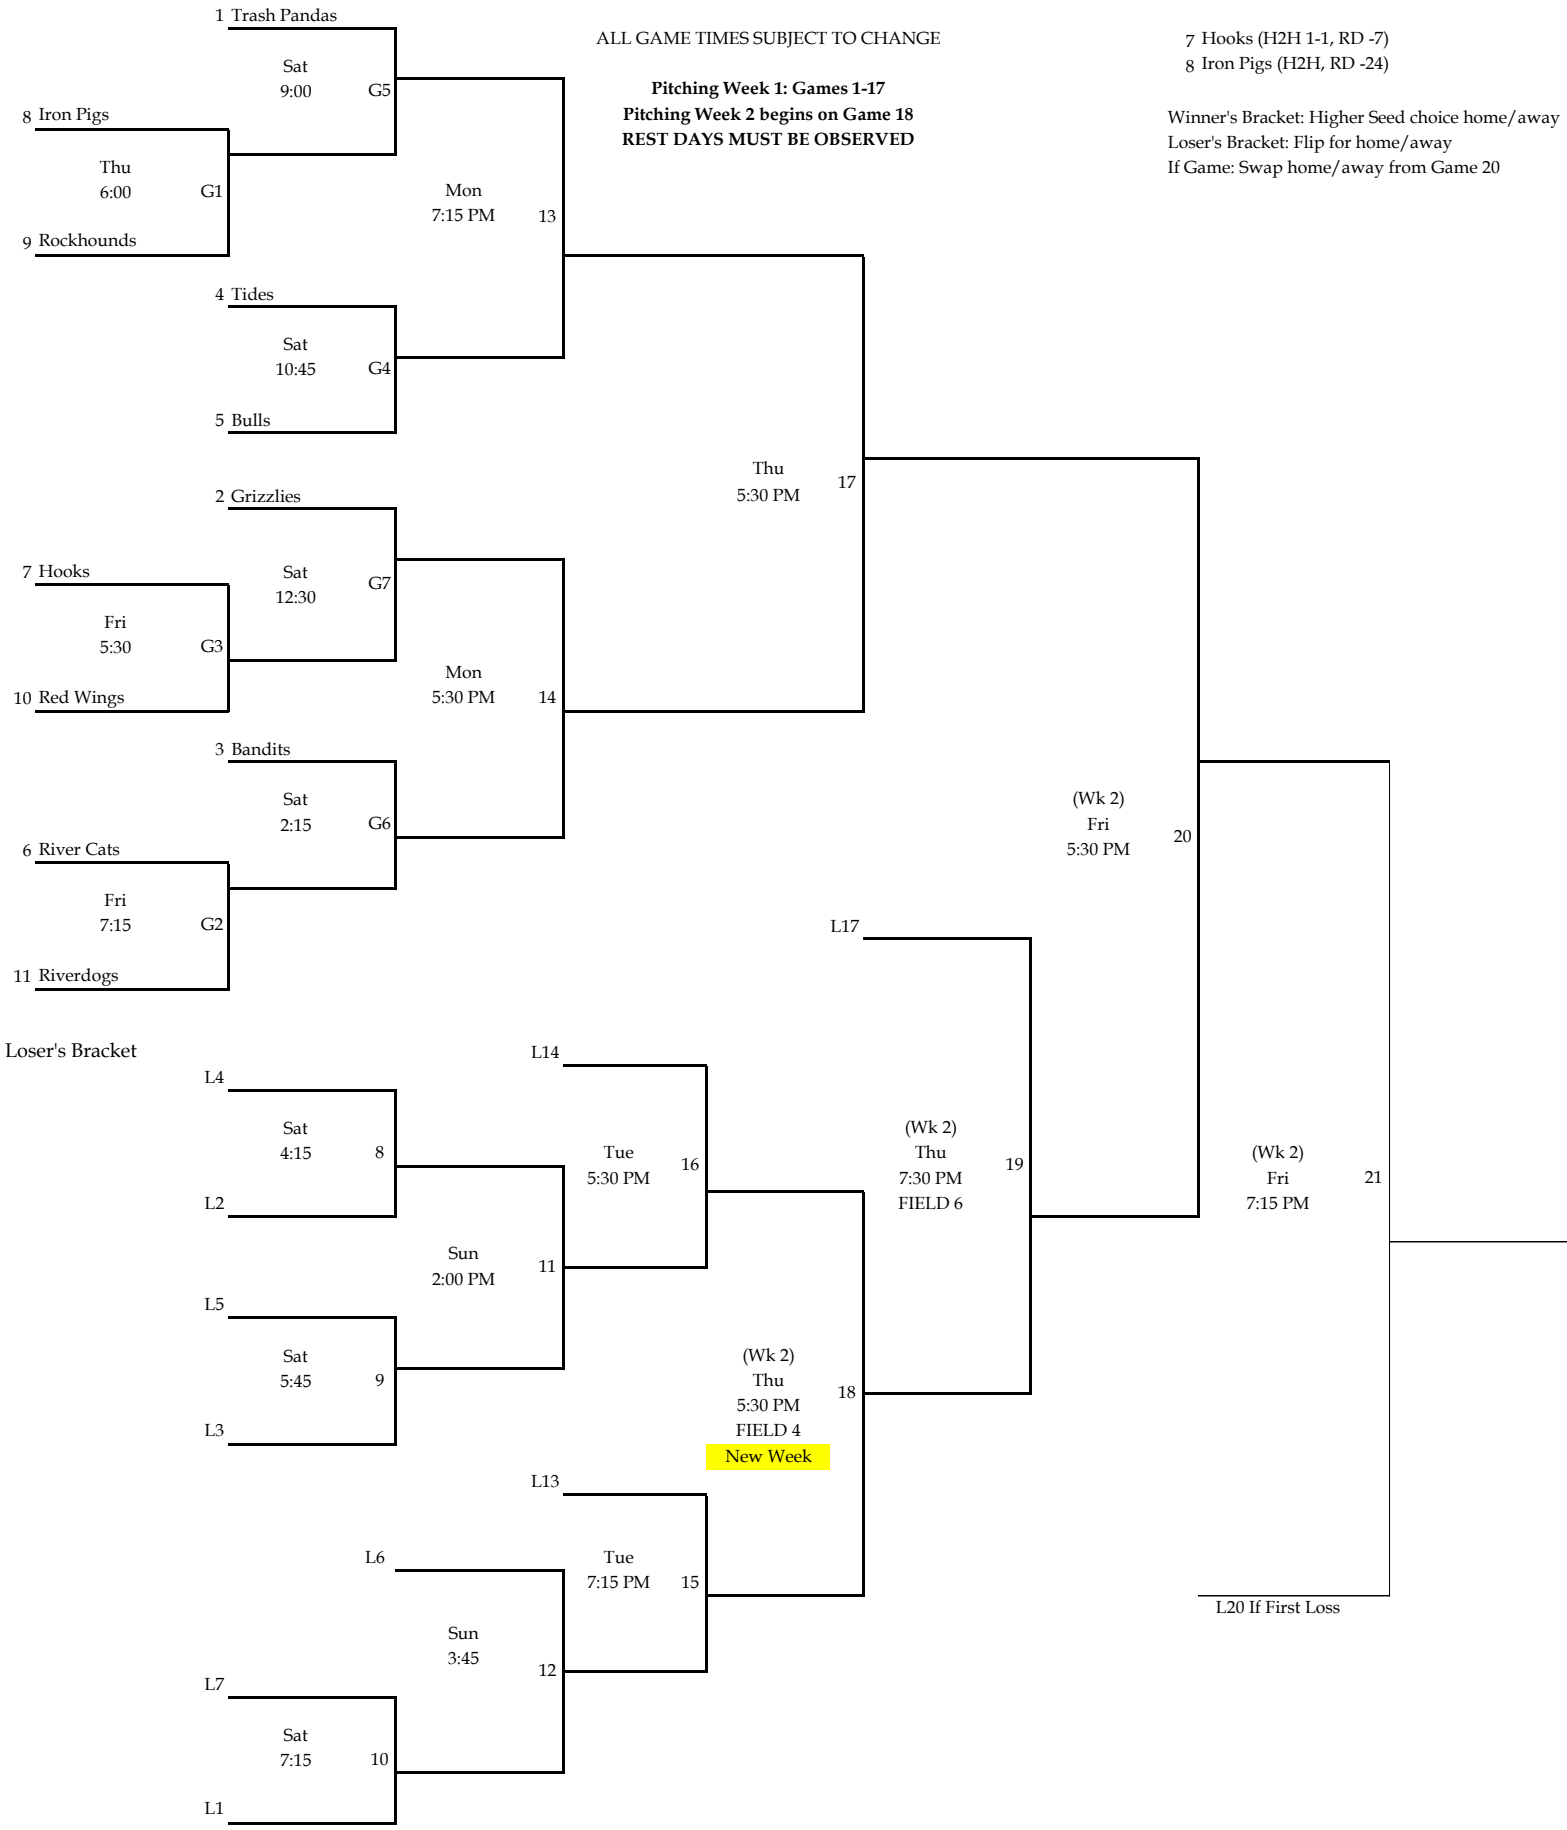 1 Trash Pandas
ALL GAME TIMES SUBJECT TO CHANGE
7 Hooks (H2H 1-1, RD -7)
8 Iron Pigs (H2H, RD -24)
Sat
9:00
G5
Pitching Week 1: Games 1-17
Pitching Week 2 begins on Game 18
REST DAYS MUST BE OBSERVED
Winner's Bracket: Higher Seed choice home/away
Loser's Bracket: Flip for home/away
If Game: Swap home/away from Game 20
8 Iron Pigs
Thu
6:00
G1
9 Rockhounds
Mon
7:15 PM
13
4 Tides
Sat
10:45
G4
5 Bulls
Thu
5:30 PM
17
2 Grizzlies
Sat
12:30
G7
7 Hooks
Fri
5:30
G3
10 Red Wings
Mon
5:30 PM
14
3 Bandits
Sat
2:15
G6
6 River Cats
Fri
7:15
G2
11 Riverdogs
(Wk 2)
Fri
5:30 PM
20
L17
Loser's Bracket
L14
L4
Sat
4:15
8
L2
Tue
5:30 PM
16
(Wk 2)
Thu
7:30 PM
FIELD 6
19
(Wk 2)
Fri
7:15 PM
21
Sun
2:00 PM
11
L5
Sat
5:45
9
L3
(Wk 2)
Thu
5:30 PM
FIELD 4
New Week
18
L13
L6
Tue
7:15 PM
15
L20 If First Loss
Sun
3:45
12
L7
Sat
7:15
10
L1